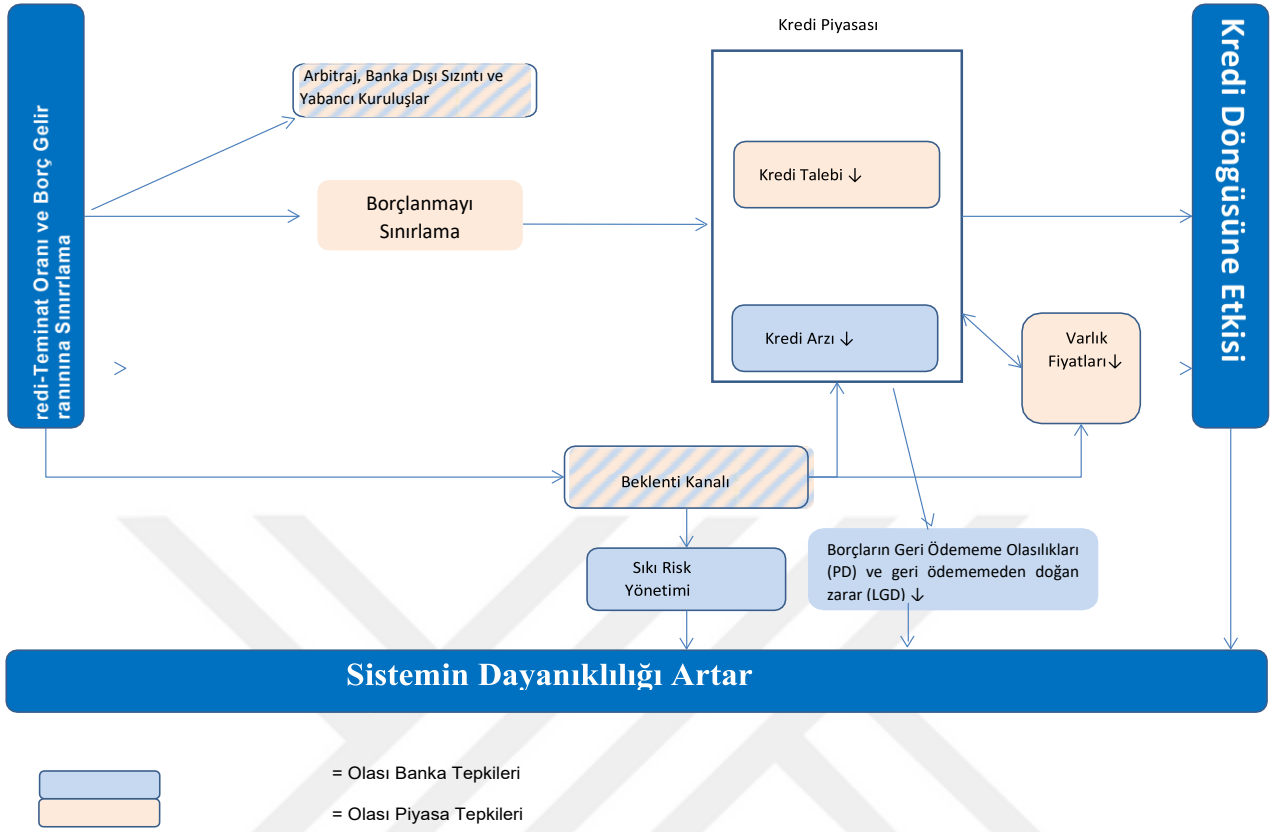 Kredi Piyasası
redi-Teminat Oranı ve Borç Gelir
ranınına Sınırrlama
Arbitraj, Banka Dışı Sızıntı ve
Yabancı Kuruluşlar
Borçlanmayı
Sınırlama
Kredi Talebi ↓
Kredi Arzı ↓
Varlık
Fiyatları↓
Kredi Döngüsüne Etkisi
Beklenti Kanalı
Sıkı Risk
Yönetimi
Borçların Geri Ödememe Olasılıkları
(PD) ve geri ödememeden doğan
zarar (LGD) ↓
Sistemin Dayanıklılığı Artar
= Olası Banka Tepkileri
= Olası Piyasa Tepkileri